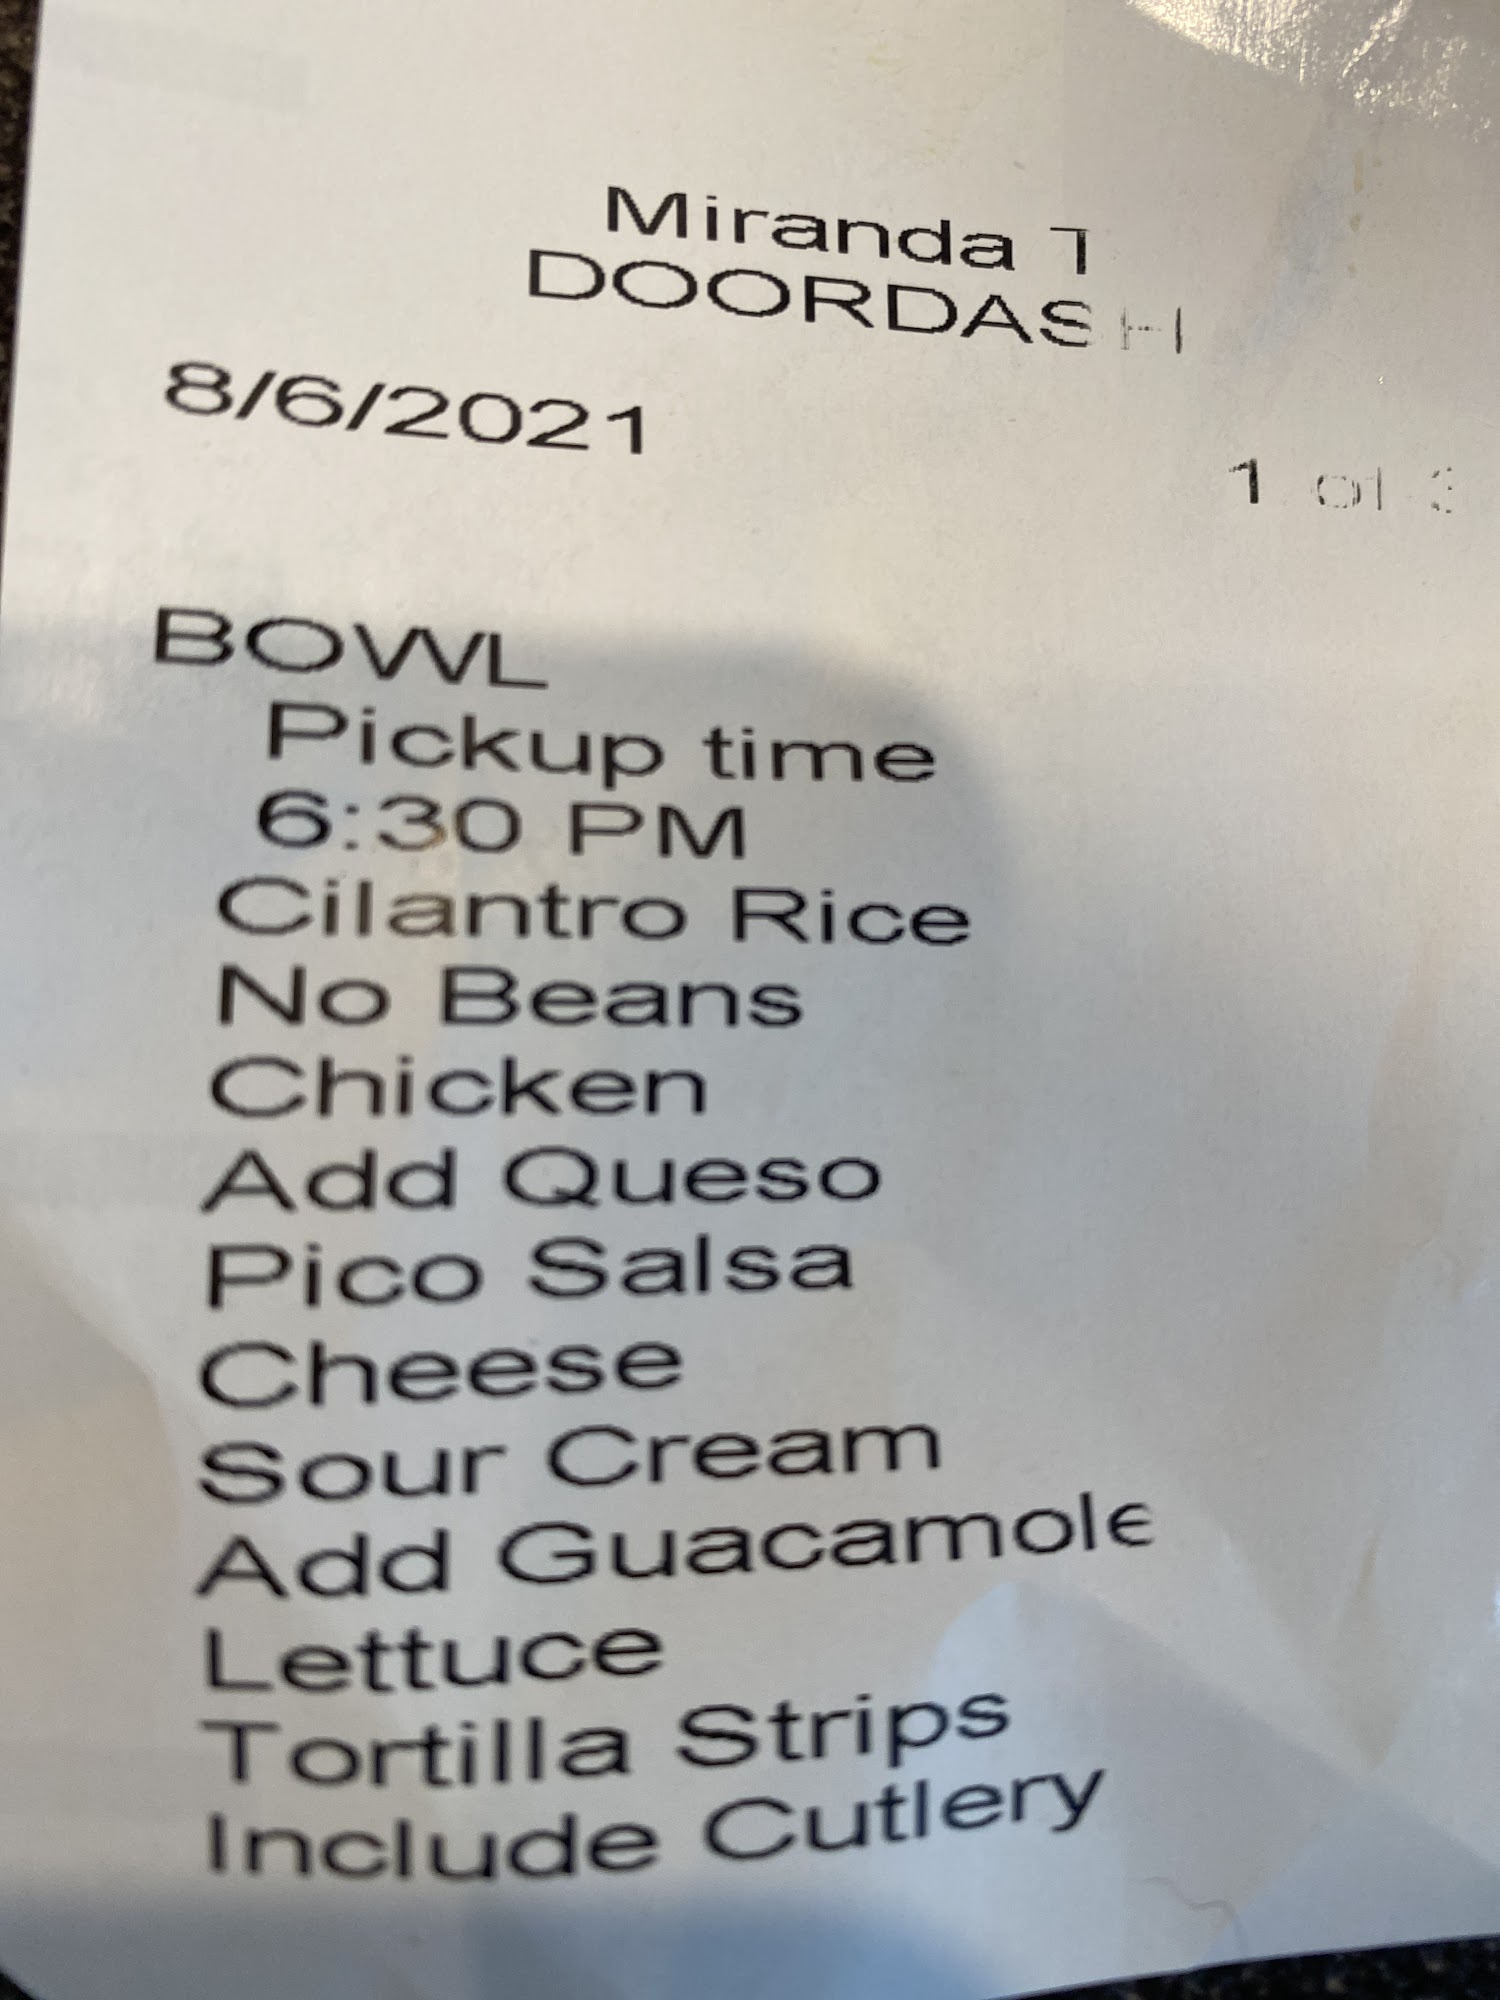 Miranda T
DOORDASH
8/6/2021
1 of 3
BOWL
Pickup time
6:30 PM
Cilantro Rice
No Beans
Chicken
Add Queso
Pico Salsa
Cheese
Sour Cream
Add Guacamole
Lettuce
Tortilla Strips
Include Cutlery